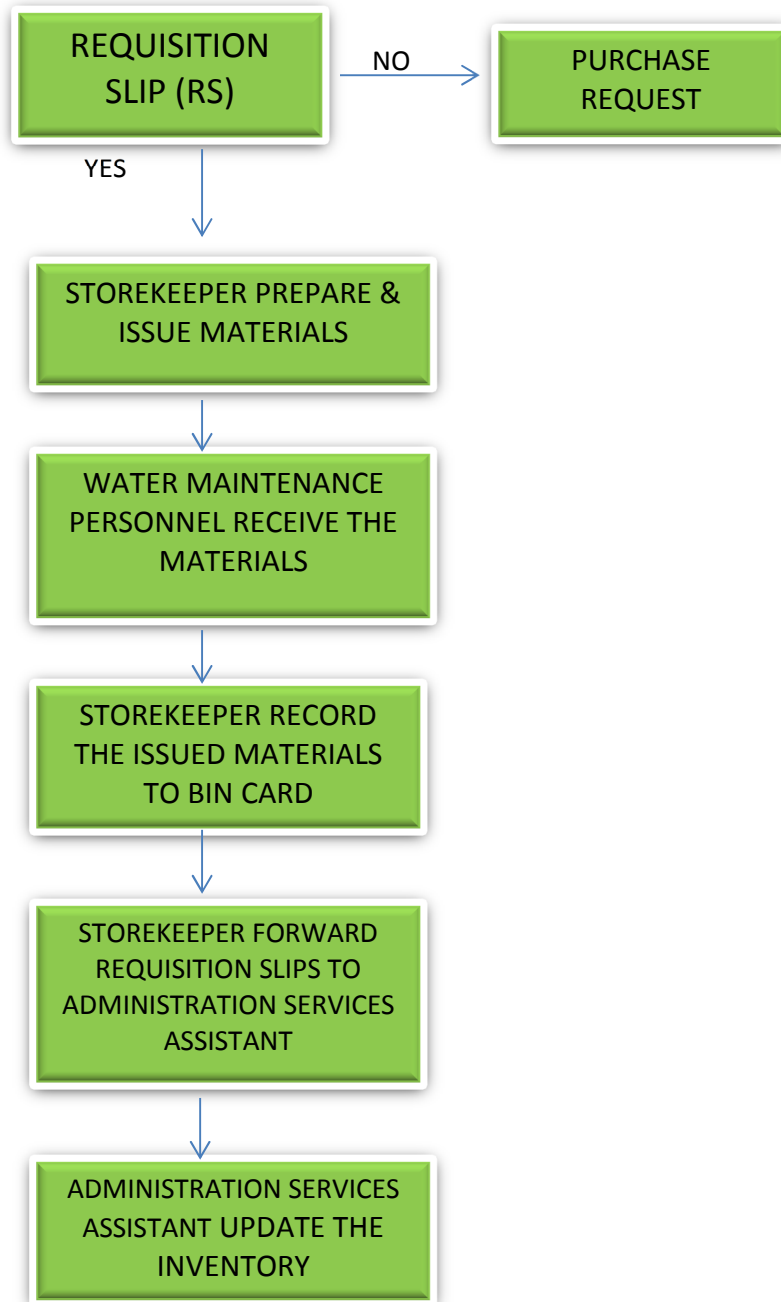 REQUISITION
SLIP (RS)
NO
PURCHASE
REQUEST
YES
STOREKEEPER PREPARE &
ISSUE MATERIALS
WATER MAINTENANCE
PERSONNEL RECEIVE THE
MATERIALS
STOREKEEPER RECORD
THE ISSUED MATERIALS
TO BIN CARD
STOREKEEPER FORWARD
REQUISITION SLIPS TO
ADMINISTRATION SERVICES
ASSISTANT
ADMINISTRATION SERVICES
ASSISTANT UPDATE THE
INVENTORY